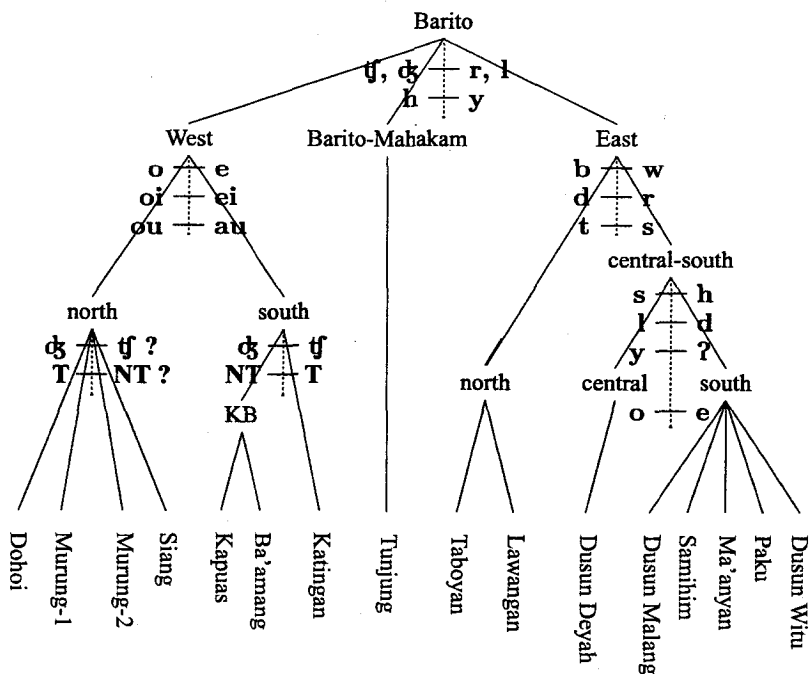 Barito
ʧ, ʤ r, l
h y
West Barito-Mahakam East
o e b w
oi ei d r
ou au t s
central-south
s h
north south l d
ʤ ʧ ? ʤ ʧ y ʔ
T NT ? NT T north central south
KB o e
Dohoi
Murung-1
Murung-2
Siang
Kapuas
Ba'amang
Katingan
Tunjung
Taboyan
Lawangan
Dusun Deyah
Dusun Malang
Samihim
Ma'anyan
Paku
Dusun Witu